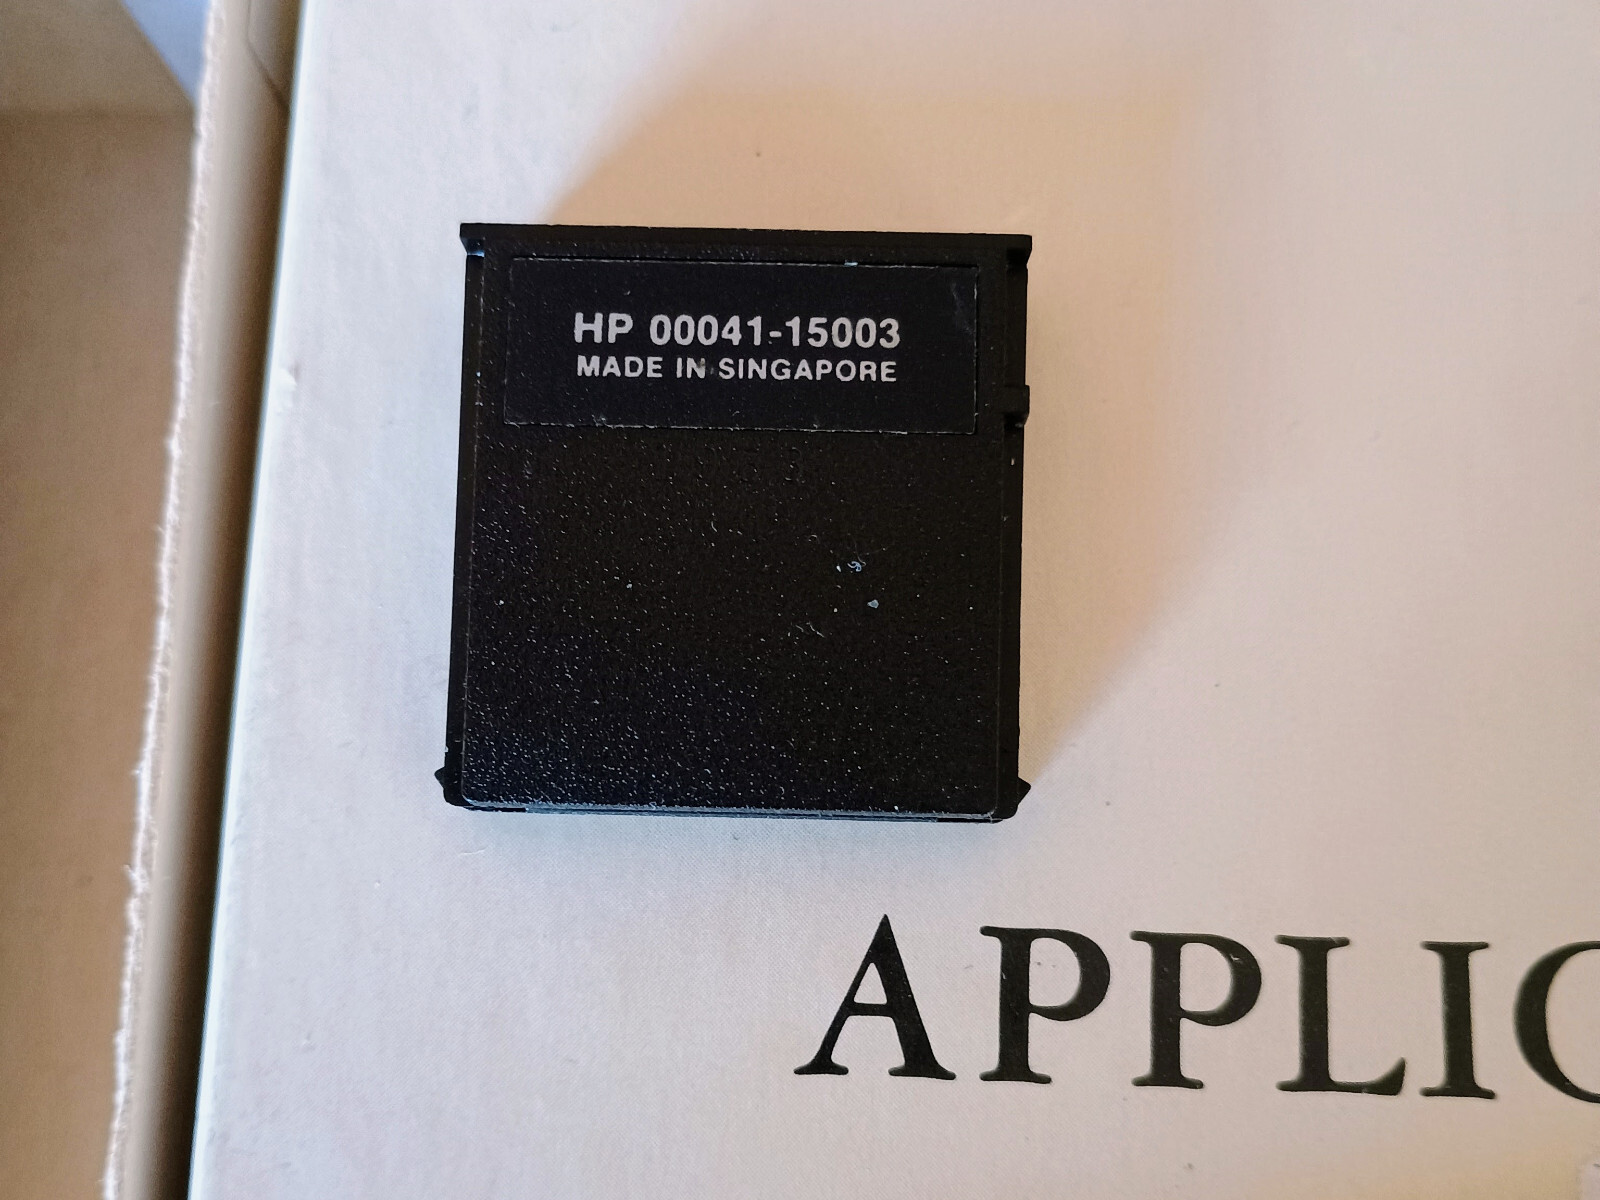 HP 00041-15003
MADE IN SINGAPORE
APPLIC